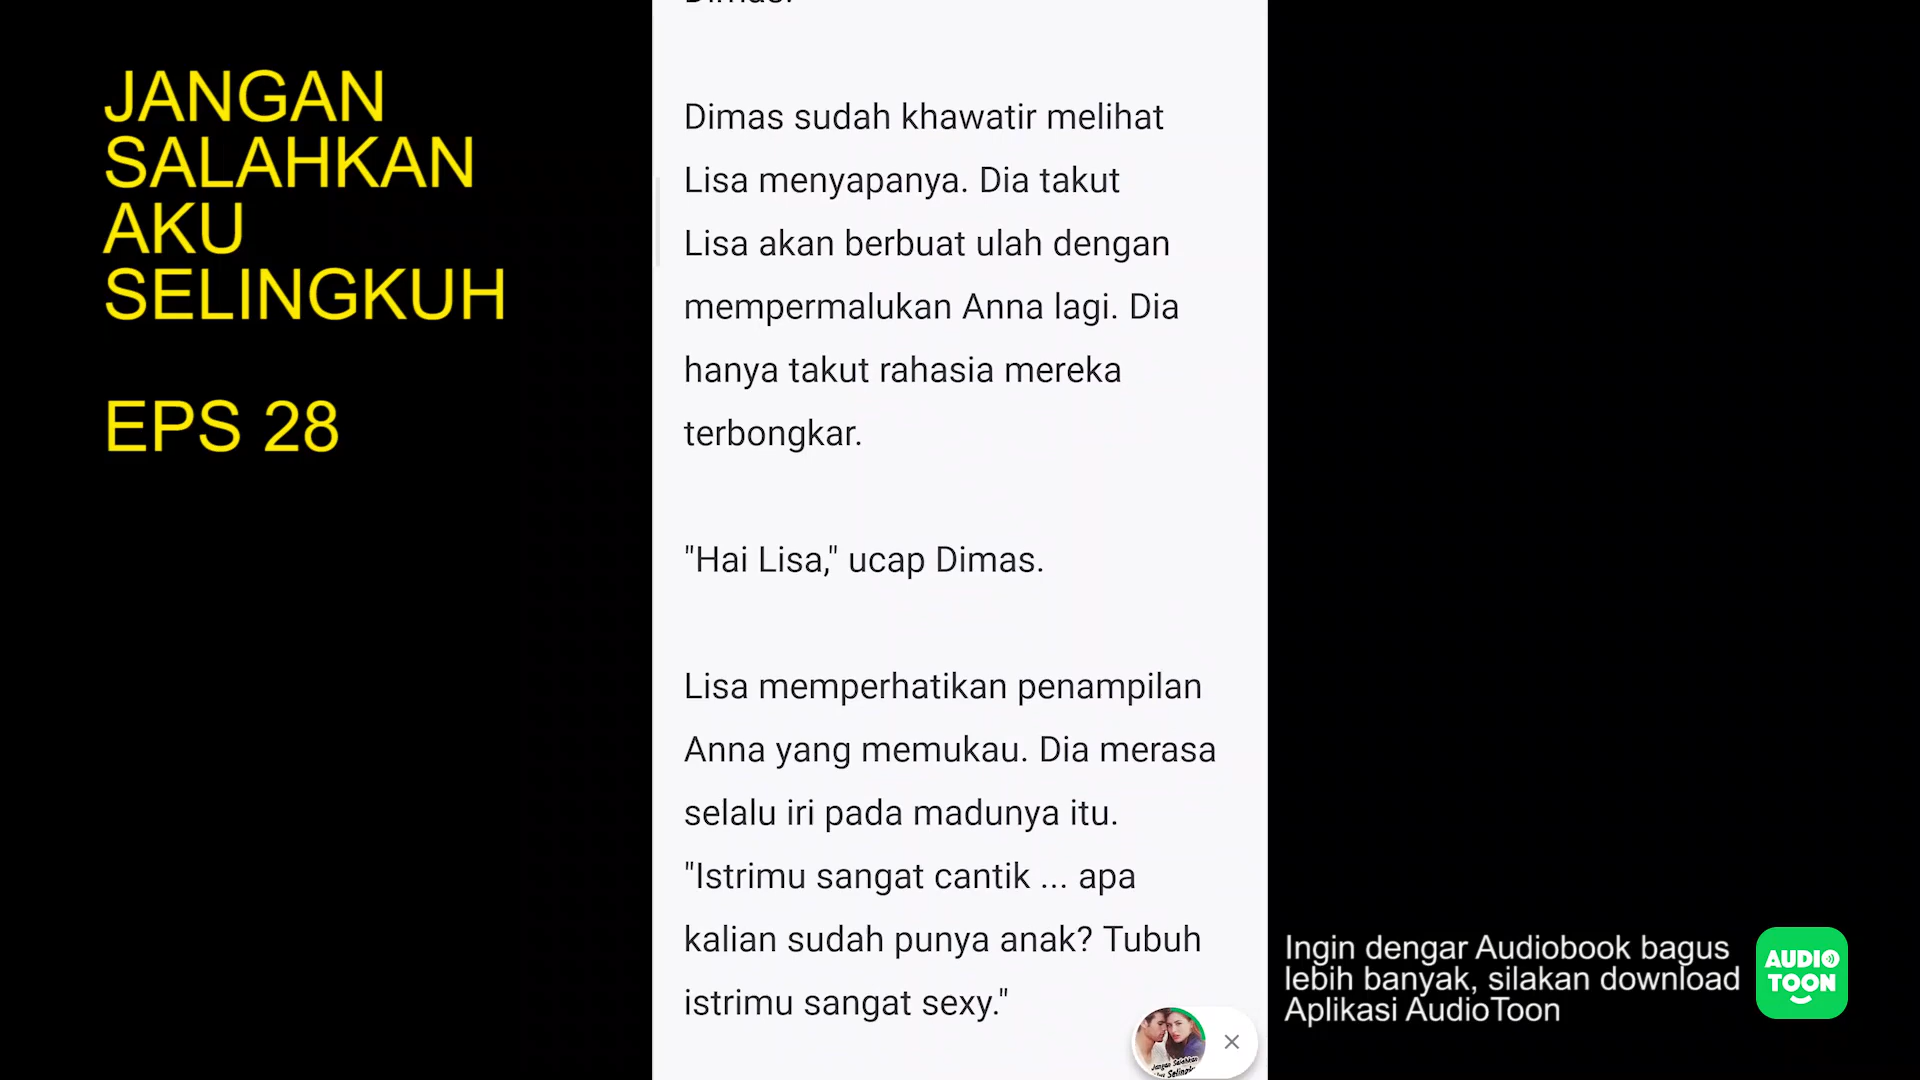 JANGAN
SALAHKAN
AKU
SELINGKUH
EPS 28
Dimas.
Dimas sudah khawatir melihat
Lisa menyapanya. Dia takut
Lisa akan berbuat ulah dengan
mempermalukan Anna lagi. Dia
hanya takut rahasia mereka
terbongkar.
"Hai Lisa," ucap Dimas.
Lisa memperhatikan penampilan
Anna yang memukau. Dia merasa
selalu iri pada madunya itu.
"Istrimu sangat cantik ... apa
kalian sudah punya anak? Tubuh
istrimu sangat sexy."
Jangan Salahkan
Ingin dengar Audiobook bagus
lebih banyak, silakan download
Aplikasi AudioToon
AUDIO
TOON